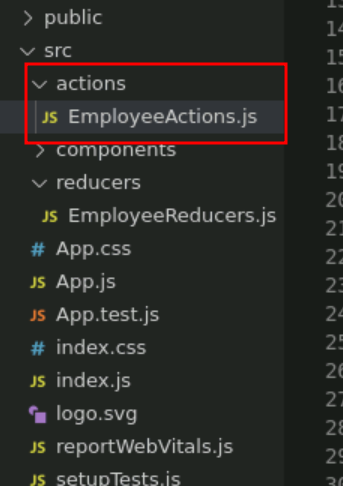 public
src
actions
JS EmployeeActions.js
components
reducers
JS EmployeeReducers.js
# App.css
JS App.js
JS App.test.js
# index.css
JS index.js
logo.svg
JS reportWebVitals.js
JS setupTests.js
14
15
16
17
18
19
20
21
22
23
24
25
26
27
28
29